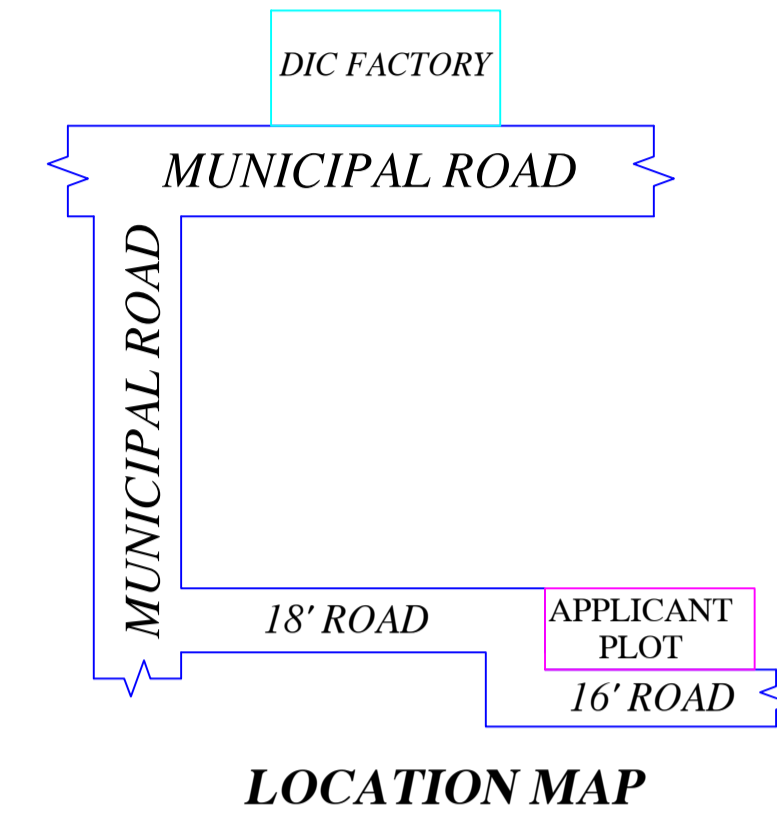 DIC FACTORY
MUNICIPAL ROAD
MUNICIPAL ROAD
18' ROAD
APPLICANT
PLOT
16' ROAD
LOCATION MAP